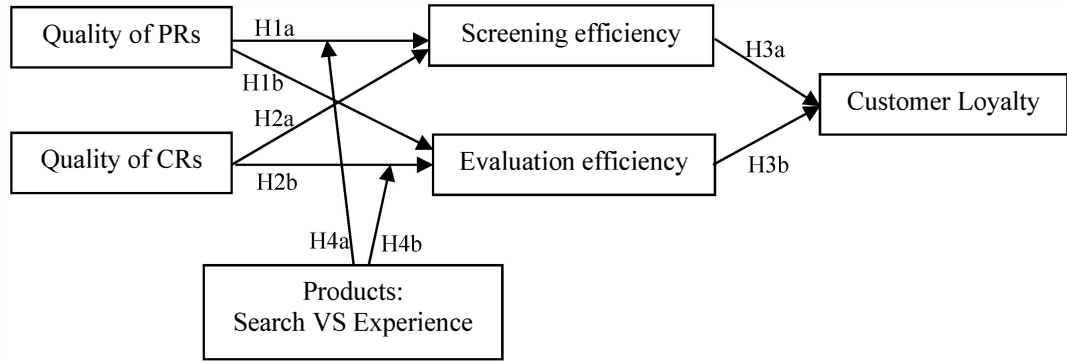 Quality of PRs
H1a
Screening efficiency
H3a
H1b
Customer Loyalty
H2a
Quality of CRs
Evaluation efficiency
H2b
H3b
H4a
H4b
Products:
Search VS Experience